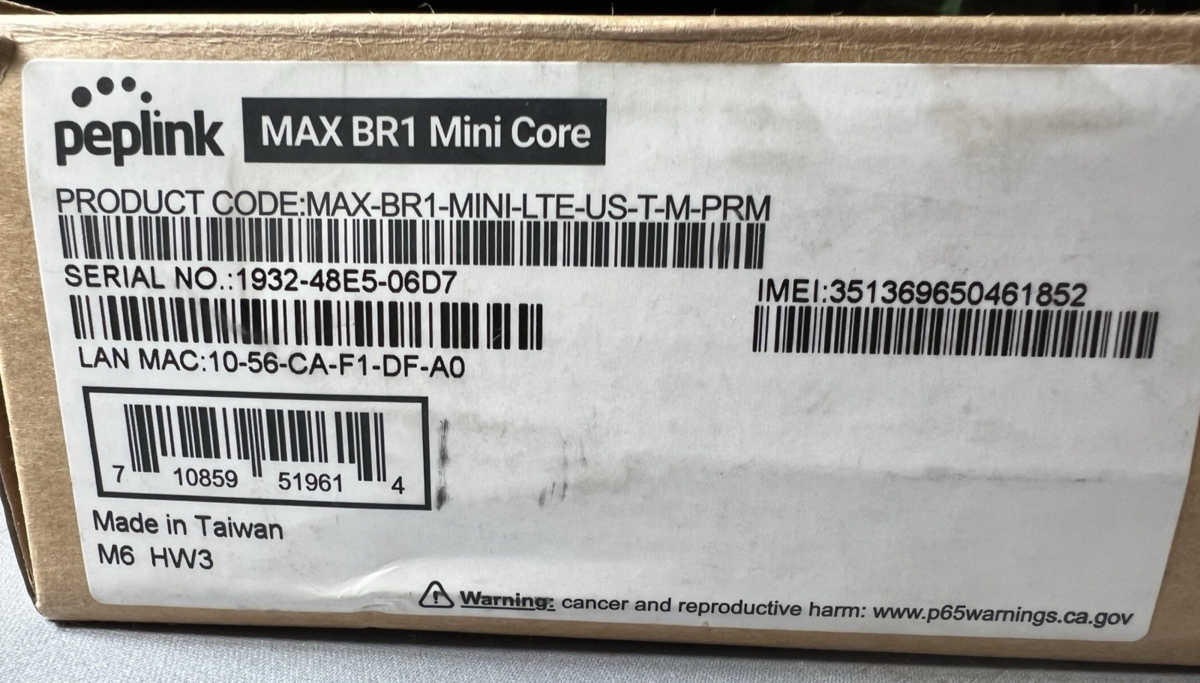 peplink MAX BR1 Mini Core
PRODUCT CODE:MAX-BR1-MINI-LTE-US-T-M-PRM
SERIAL NO.:1932-48E5-06D7
IMEI:351369650461852
LAN MAC:10-56-CA-F1-DF-A0
7 10859 51961 4
Made in Taiwan
M6 HW3
Warning: cancer and reproductive harm: www.p65warnings.ca.gov